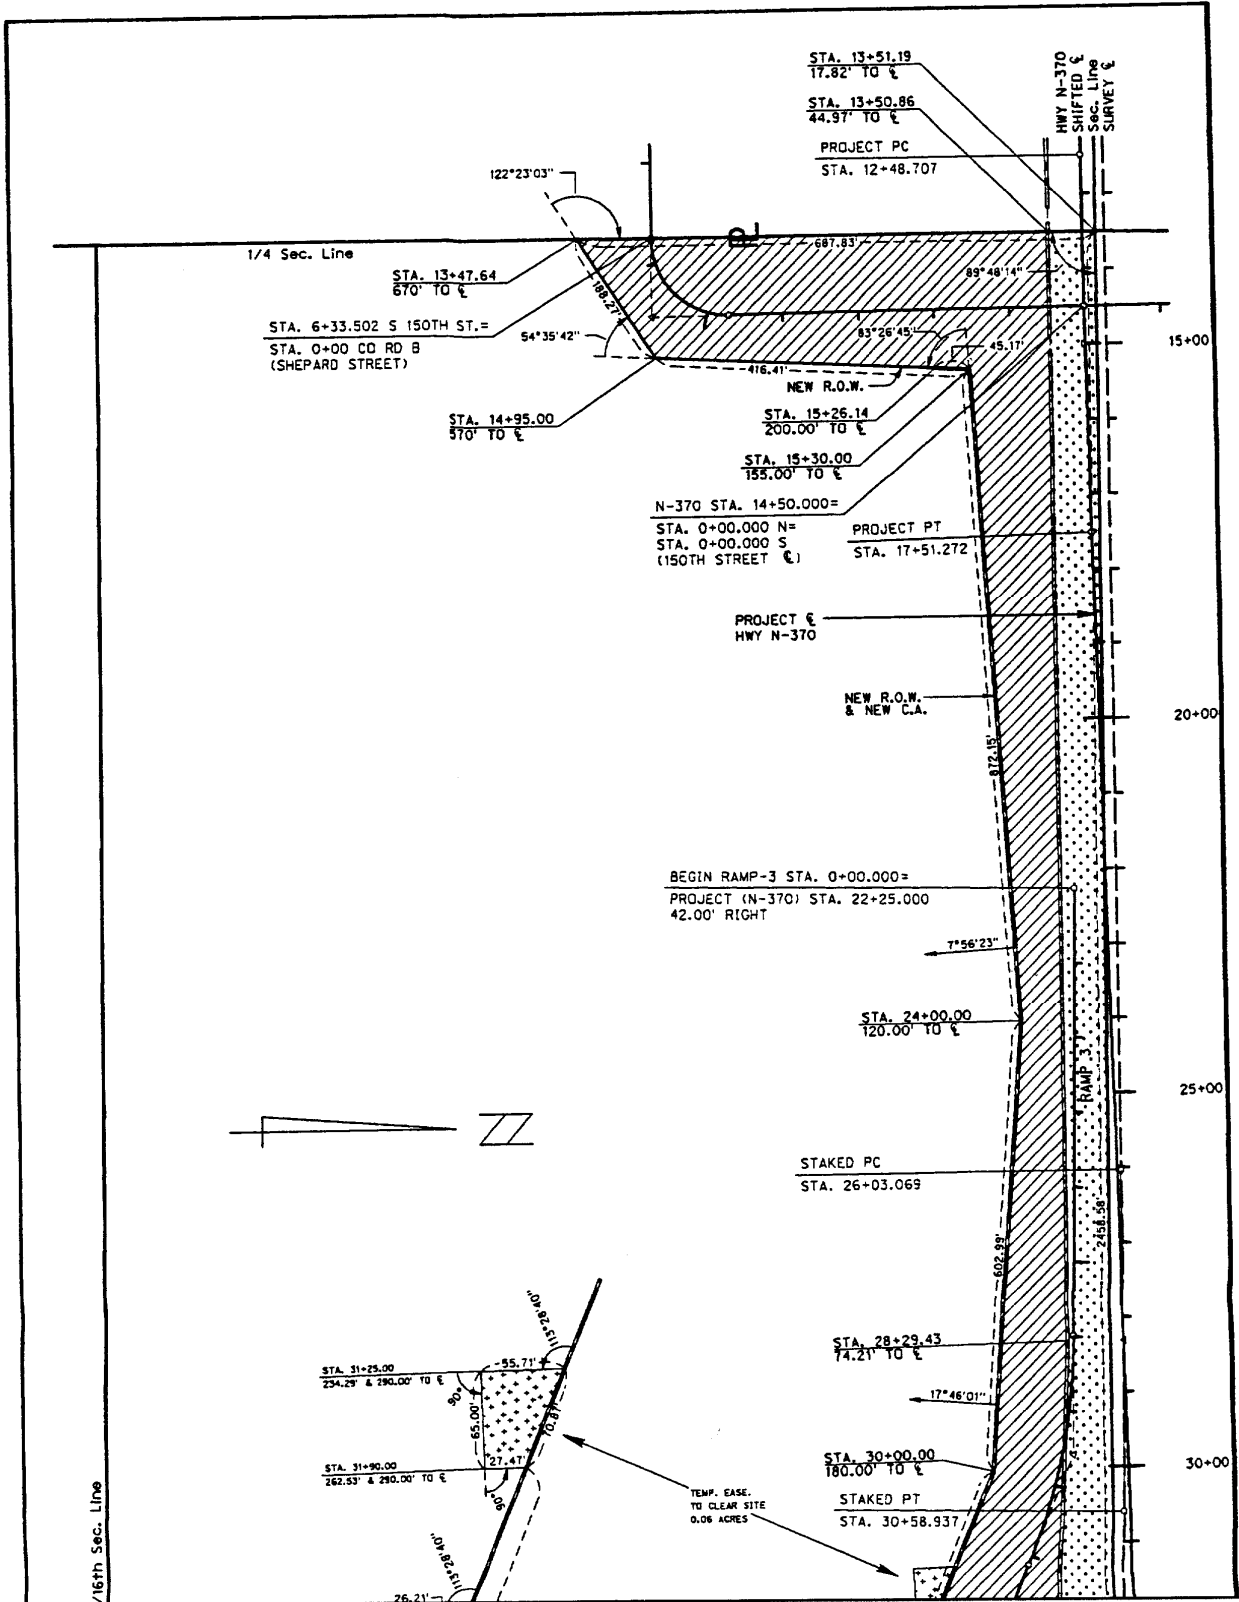 STA. 13+51.19
17.82' TO ℄
STA. 13+50.86
44.97' TO ℄
PROJECT PC
STA. 12+48.707
HWY N-370
SHIFTED ℄
Sec. Line
SURVEY ℄
122°23'03"
1/4 Sec. Line
687.83'
STA. 13+47.64
670' TO ℄
188.27'
89°48'14"
STA. 6+33.502 S 150TH ST.=
STA. 0+00 CO RD B
(SHEPARD STREET)
54°35'42"
83°26'45"
45.17'
15+00
416.41'
NEW R.O.W.
STA. 14+95.00
570' TO ℄
STA. 15+26.14
200.00' TO ℄
STA. 15+30.00
155.00' TO ℄
N-370 STA. 14+50.000=
STA. 0+00.000 N=
STA. 0+00.000 S
(150TH STREET ℄)
PROJECT PT
STA. 17+51.272
PROJECT ℄
HWY N-370
NEW R.O.W.
& NEW C.A.
20+00
872.15'
BEGIN RAMP-3 STA. 0+00.000=
PROJECT (N-370) STA. 22+25.000
42.00' RIGHT
7°56'23"
STA. 24+00.00
120.00' TO ℄
RAMP 3
25+00
STAKED PC
STA. 26+03.069
2458.58'
602.99'
113°28'40"
STA. 28+29.43
74.21' TO ℄
STA. 31+25.00
234.29' & 290.00' TO ℄
55.71'
90°
65.00'
70.87'
17°46'01"
STA. 31+90.00
262.53' & 290.00' TO ℄
27.47'
90°
STA. 30+00.00
180.00' TO ℄
30+00
TEMP. EASE.
TO CLEAR SITE
0.06 ACRES
STAKED PT
STA. 30+58.937
113°28'40"
26.21'
/16th Sec. Line